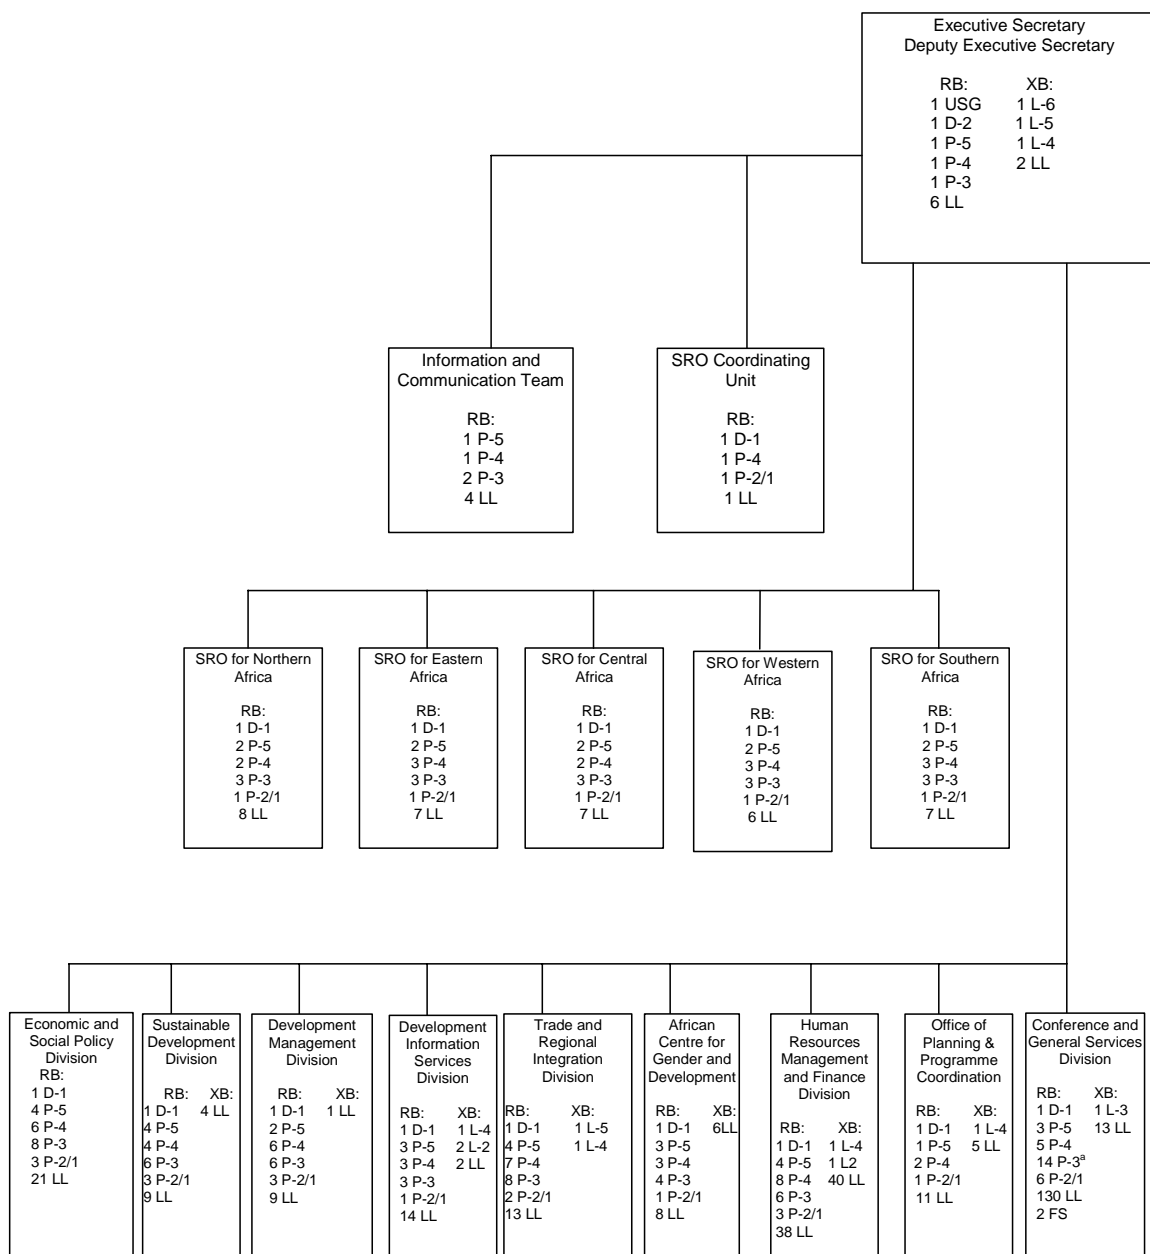 Executive Secretary
Deputy Executive Secretary
RB: XB:
1 USG 1 L-6
1 D-2 1 L-5
1 P-5 1 L-4
1 P-4 2 LL
1 P-3
6 LL
Information and
Communication Team
RB:
1 P-5
1 P-4
2 P-3
4 LL
SRO Coordinating
Unit
RB:
1 D-1
1 P-4
1 P-2/1
1 LL
SRO for Northern
Africa
RB:
1 D-1
2 P-5
2 P-4
3 P-3
1 P-2/1
8 LL
SRO for Eastern
Africa
RB:
1 D-1
2 P-5
3 P-4
3 P-3
1 P-2/1
7 LL
SRO for Central
Africa
RB:
1 D-1
2 P-5
2 P-4
3 P-3
1 P-2/1
7 LL
SRO for Western
Africa
RB:
1 D-1
2 P-5
3 P-4
3 P-3
1 P-2/1
6 LL
SRO for Southern
Africa
RB:
1 D-1
2 P-5
3 P-4
3 P-3
1 P-2/1
7 LL
Economic and
Social Policy
Division
RB:
1 D-1
4 P-5
6 P-4
8 P-3
3 P-2/1
21 LL
Sustainable
Development
Division
RB: XB:
1 D-1 4 LL
4 P-5
4 P-4
6 P-3
3 P-2/1
9 LL
Development
Management
Division
RB: XB:
1 D-1 1 LL
2 P-5
6 P-4
6 P-3
3 P-2/1
9 LL
Development
Information
Services
Division
RB: XB:
1 D-1 1 L-4
3 P-5 2 L-2
3 P-4 2 LL
3 P-3
1 P-2/1
14 LL
Trade and
Regional
Integration
Division
RB: XB:
1 D-1 1 L-5
4 P-5 1 L-4
7 P-4
8 P-3
2 P-2/1
13 LL
African
Centre for
Gender and
Development
RB: XB:
1 D-1 6LL
3 P-5
3 P-4
4 P-3
1 P-2/1
8 LL
Human
Resources
Management
and Finance
Division
RB: XB:
1 D-1 1 L-4
4 P-5 1 L2
8 P-4 40 LL
6 P-3
3 P-2/1
38 LL
Office of
Planning &
Programme
Coordination
RB: XB:
1 D-1 1 L-4
1 P-5 5 LL
2 P-4
1 P-2/1
11 LL
Conference and
General Services
Division
RB: XB:
1 D-1 1 L-3
3 P-5 13 LL
5 P-4
14 P-3ª
6 P-2/1
130 LL
2 FS